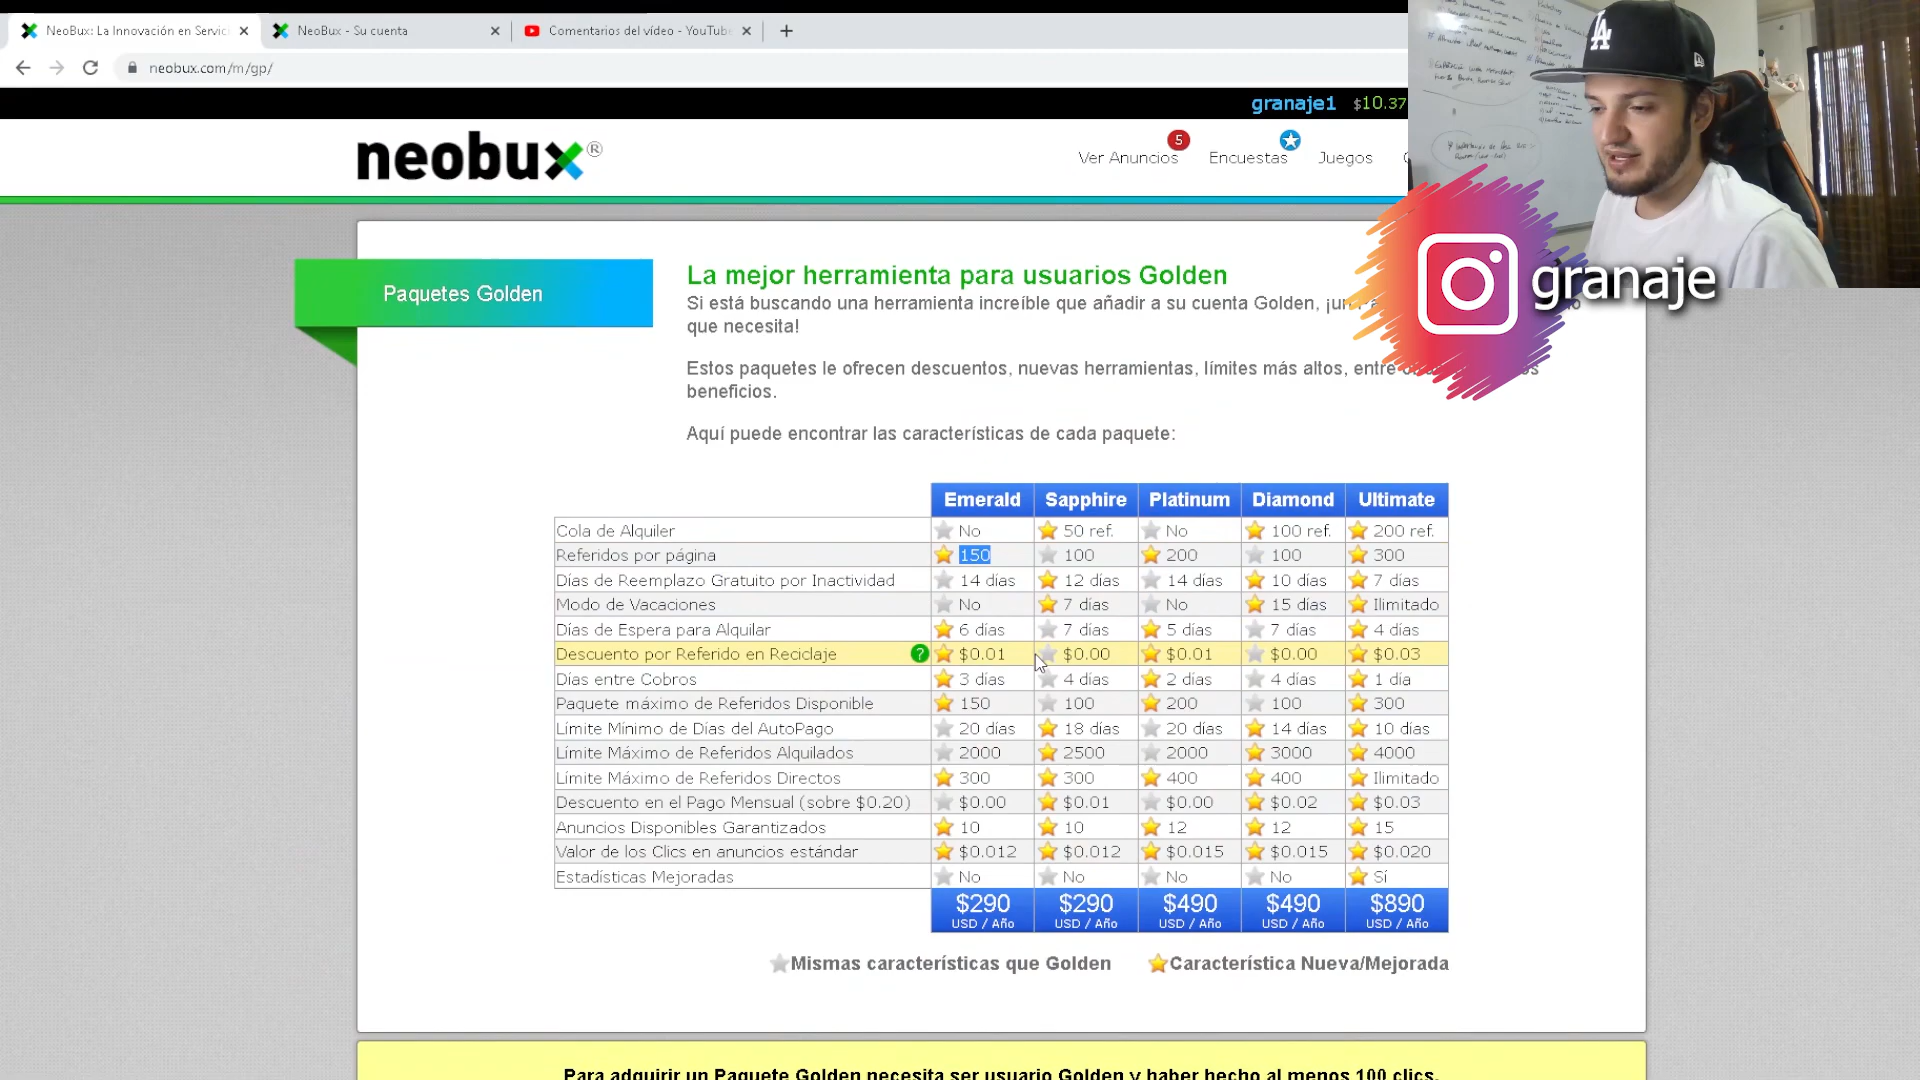 NeoBux: La Innovación en Servic
NeoBux - Su cuenta
Comentarios del vídeo - YouTube
neobux.com/m/gp/
granaje1 $10.37
neobux®
Ver Anuncios 5
Encuestas
Juegos
Paquetes Golden
La mejor herramienta para usuarios Golden
Si está buscando una herramienta increíble que añadir a su cuenta Golden, ¡un
que necesita!
Estos paquetes le ofrecen descuentos, nuevas herramientas, límites más altos, entre
beneficios.
Aquí puede encontrar las características de cada paquete:
granaje
Emerald Sapphire Platinum Diamond Ultimate
Cola de Alquiler No 50 ref. No 100 ref. 200 ref.
Referidos por página 150 100 200 100 300
Días de Reemplazo Gratuito por Inactividad 14 días 12 días 14 días 10 días 7 días
Modo de Vacaciones No 7 días No 15 días Ilimitado
Días de Espera para Alquilar 6 días 7 días 5 días 7 días 4 días
Descuento por Referido en Reciclaje ? $0.01 $0.00 $0.01 $0.00 $0.03
Días entre Cobros 3 días 4 días 2 días 4 días 1 día
Paquete máximo de Referidos Disponible 150 100 200 100 300
Límite Mínimo de Días del AutoPago 20 días 18 días 20 días 14 días 10 días
Límite Máximo de Referidos Alquilados 2000 2500 2000 3000 4000
Límite Máximo de Referidos Directos 300 300 400 400 Ilimitado
Descuento en el Pago Mensual (sobre $0.20) $0.00 $0.01 $0.00 $0.02 $0.03
Anuncios Disponibles Garantizados 10 10 12 12 15
Valor de los Clics en anuncios estándar $0.012 $0.012 $0.015 $0.015 $0.020
Estadísticas Mejoradas No No No No Sí
$290 $290 $490 $490 $890
USD / Año USD / Año USD / Año USD / Año USD / Año
Mismas características que Golden Característica Nueva/Mejorada
Para adquirir un Paquete Golden necesita ser usuario Golden y haber hecho al menos 100 clics.